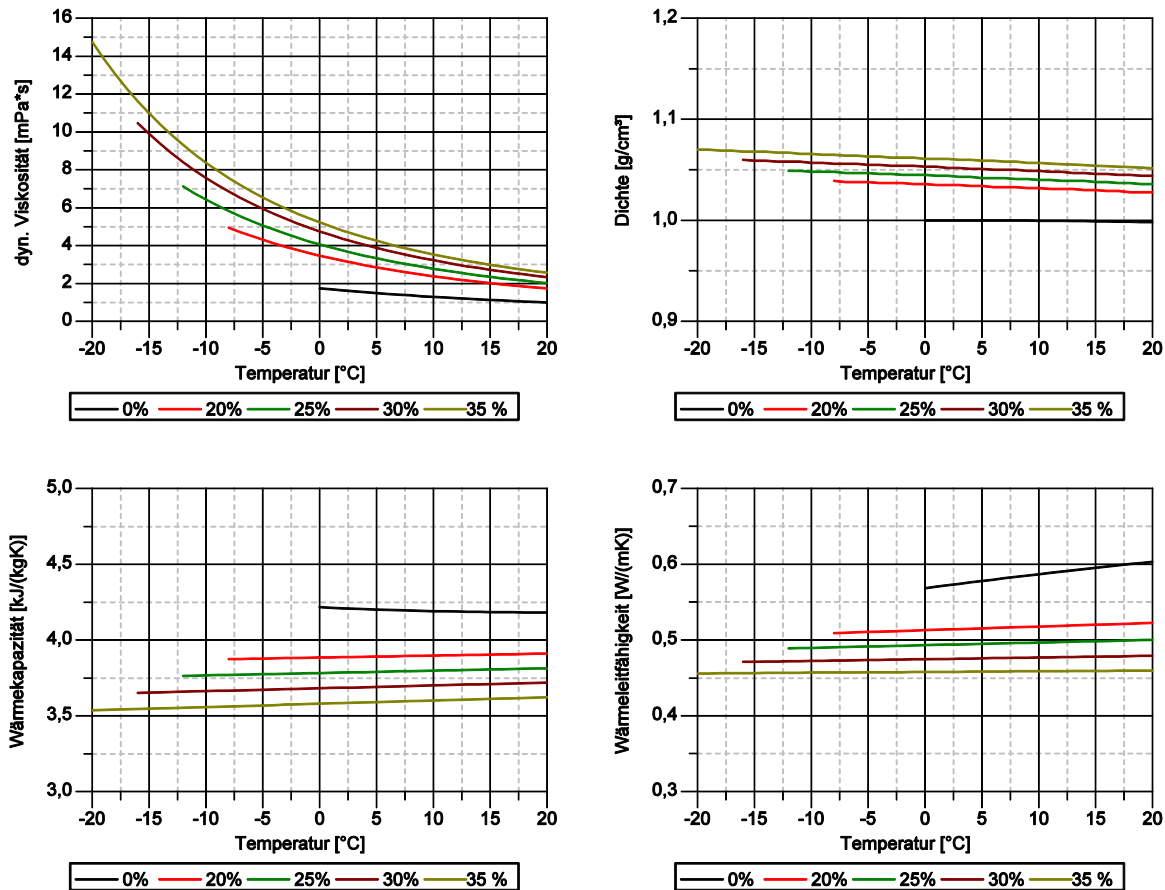 dyn. Viskosität [mPa*s]
16
14
12
10
8
6
4
2
0
-20 -15 -10 -5 0 5 10 15 20
Temperatur [°C]
0% 20% 25% 30% 35 %
Dichte [g/cm³]
1,2
1,1
1,0
0,9
-20 -15 -10 -5 0 5 10 15 20
Temperatur [°C]
0% 20% 25% 30% 35 %
Wärmekapazität [kJ/(kgK)]
5,0
4,5
4,0
3,5
3,0
-20 -15 -10 -5 0 5 10 15 20
Temperatur [°C]
0% 20% 25% 30% 35 %
Wärmeleitfähigkeit [W/(mK)]
0,7
0,6
0,5
0,4
0,3
-20 -15 -10 -5 0 5 10 15 20
Temperatur [°C]
0% 20% 25% 30% 35 %